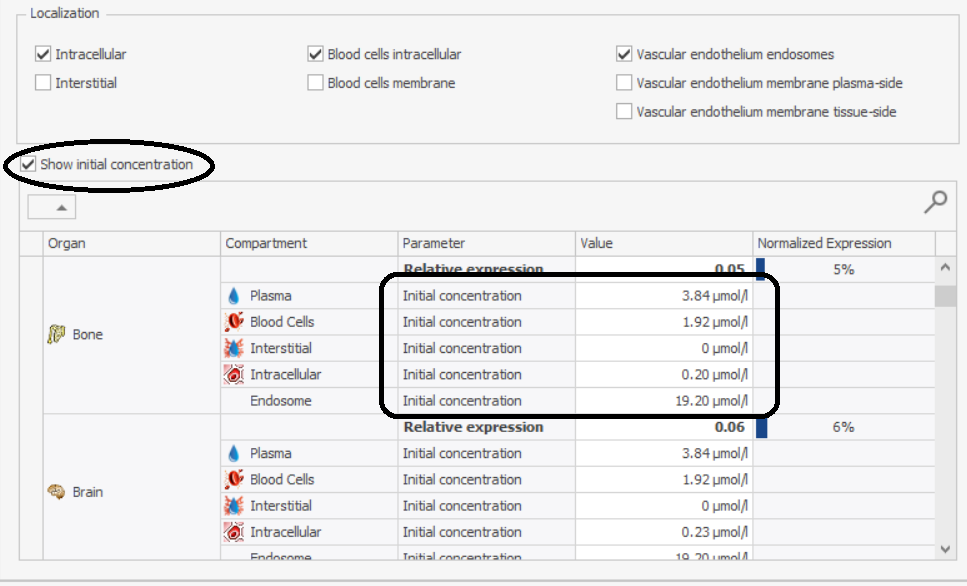 Localization
Intracellular Blood cells intracellular Vascular endothelium endosomes
Interstitial Blood cells membrane Vascular endothelium membrane plasma-side
Vascular endothelium membrane tissue-side
Show initial concentration
Organ Compartment Parameter Value Normalized Expression
Relative expression 0.05 5%
Plasma Initial concentration 3.84 µmol/l
Blood Cells Initial concentration 1.92 µmol/l
Bone Interstitial Initial concentration 0 µmol/l
Intracellular Initial concentration 0.20 µmol/l
Endosome Initial concentration 19.20 µmol/l
Relative expression 0.06 6%
Plasma Initial concentration 3.84 µmol/l
Blood Cells Initial concentration 1.92 µmol/l
Brain Interstitial Initial concentration 0 µmol/l
Intracellular Initial concentration 0.23 µmol/l
Endosome Initial concentration 19.20 µmol/l